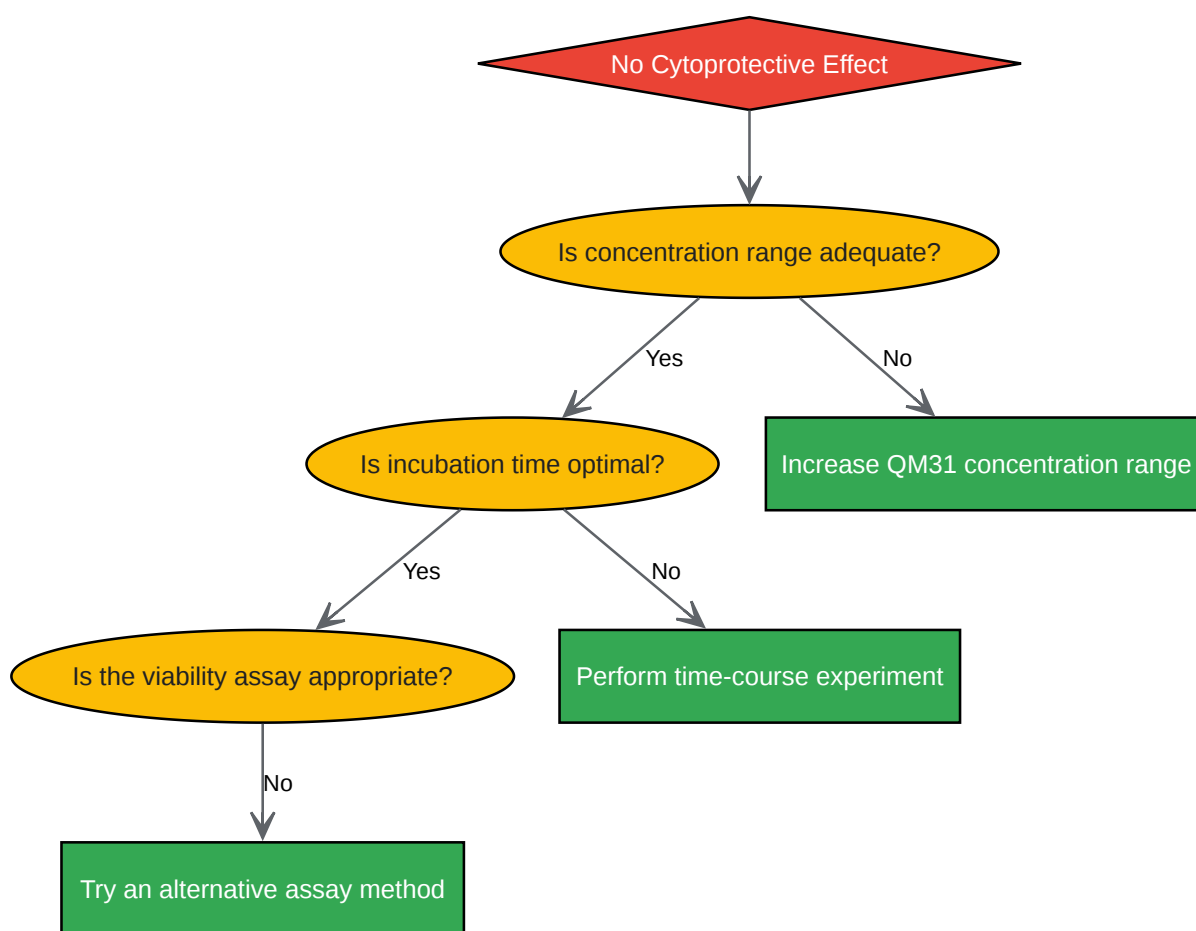 No Cytoprotective Effect
Is concentration range adequate?
Yes
No
Is incubation time optimal?
Increase QM31 concentration range
Yes
No
Is the viability assay appropriate?
Perform time-course experiment
No
Try an alternative assay method